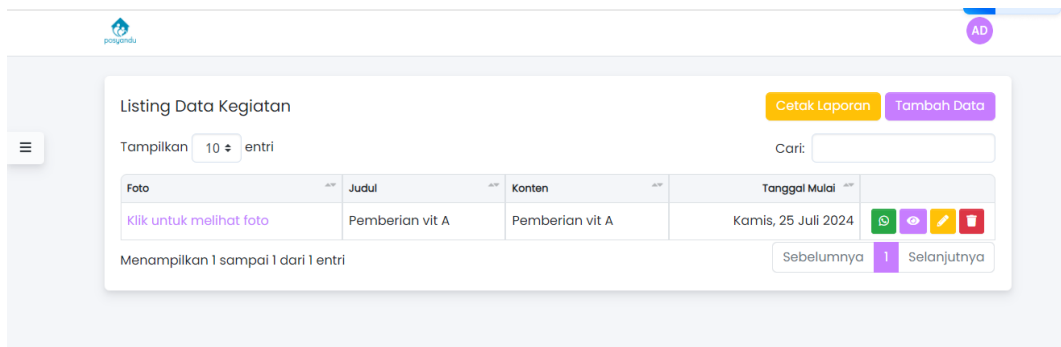 posyandu
AD
Listing Data Kegiatan
Cetak Laporan
Tambah Data
Tampilkan 10 entri
Cari:
Foto Judul Konten Tanggal Mulai
Klik untuk melihat foto Pemberian vit A Pemberian vit A Kamis, 25 Juli 2024
Menampilkan 1 sampai 1 dari 1 entri
Sebelumnya 1 Selanjutnya